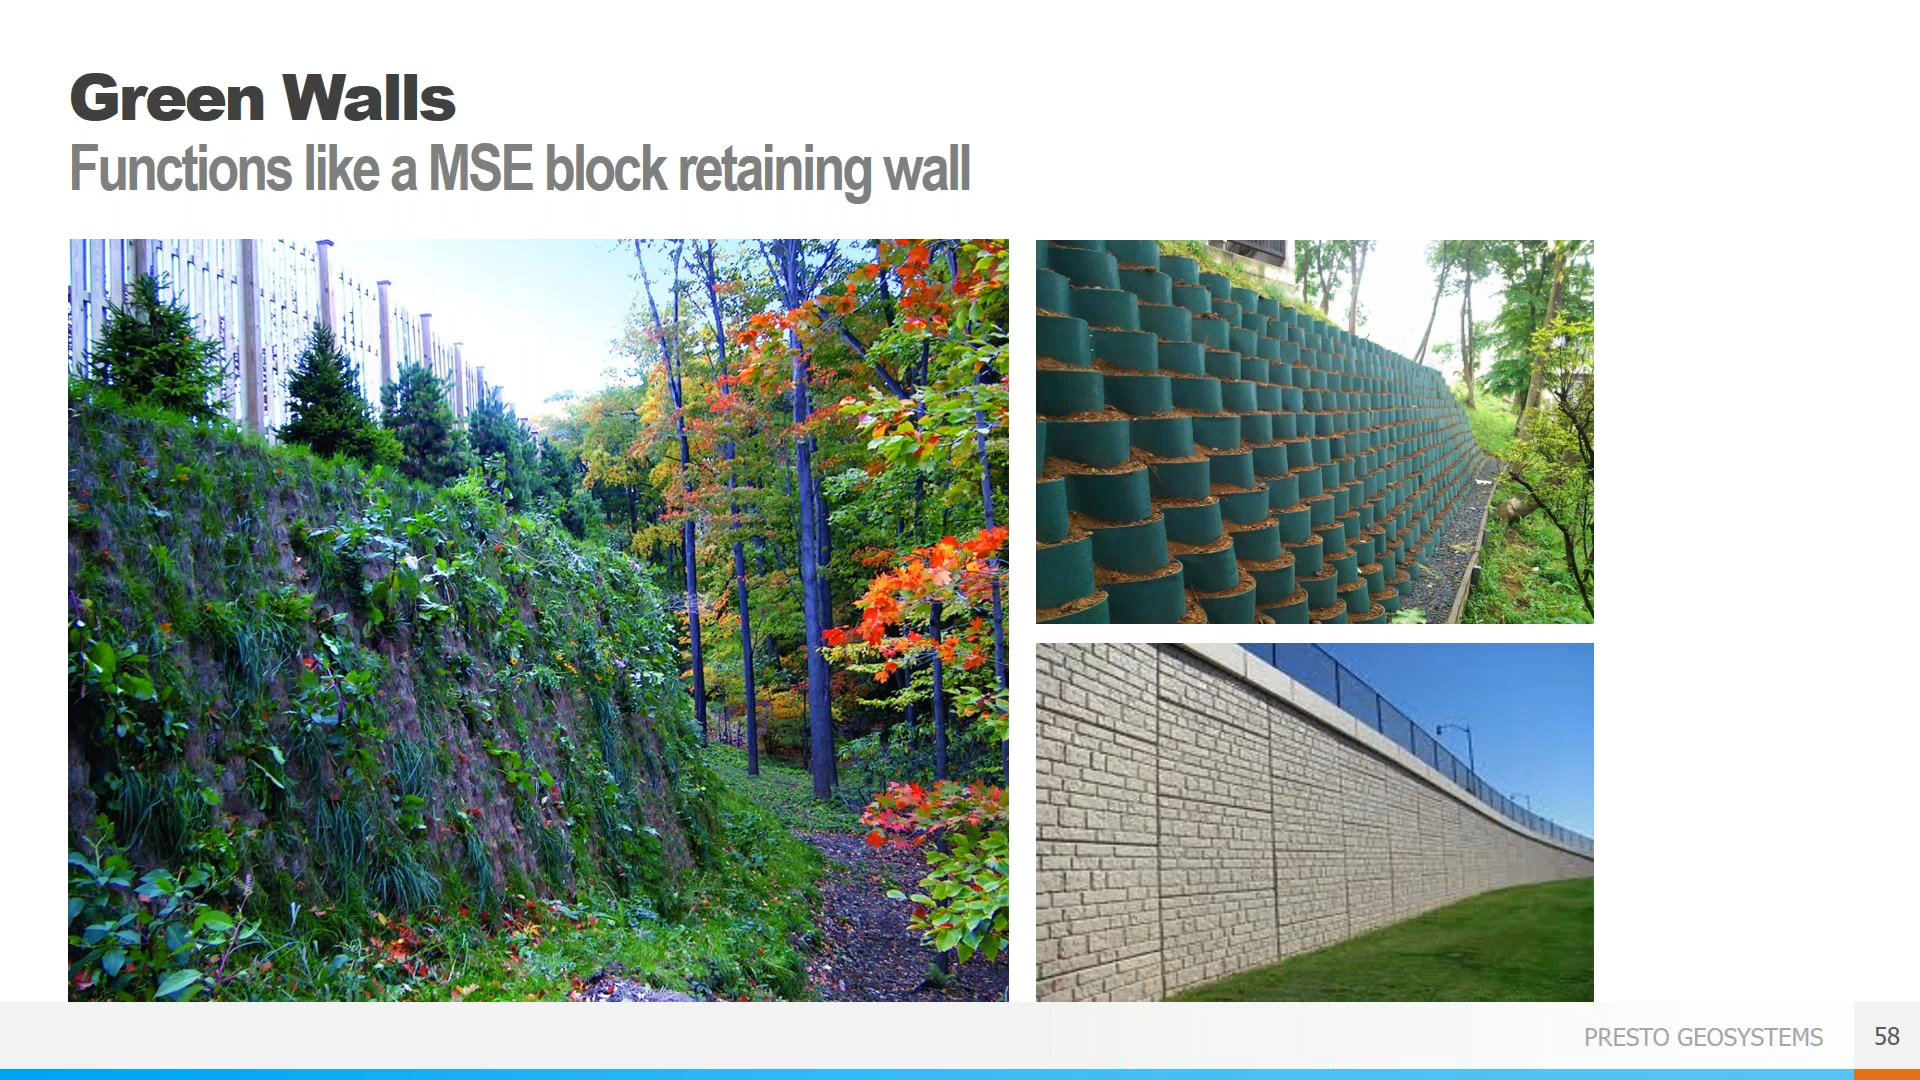 Green Walls
Functions like a MSE block retaining wall
PRESTO GEOSYSTEMS
58